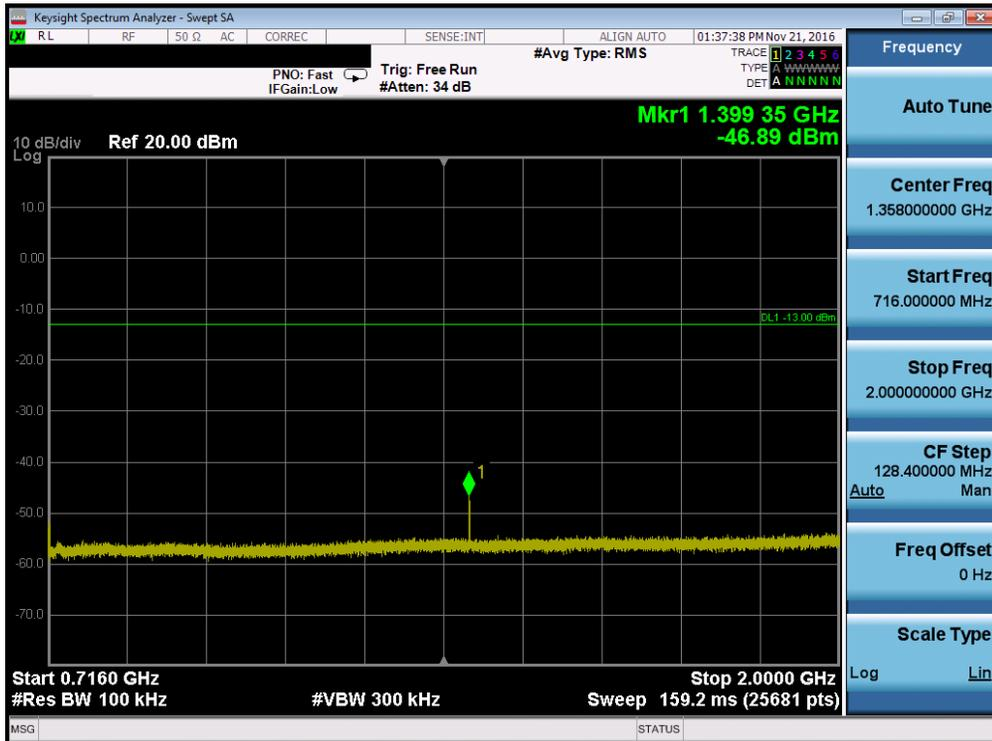 Keysight Spectrum Analyzer - Swept SA
LXI RL RF 50 Ω AC CORREC SENSE:INT ALIGN AUTO 01:37:38 PM Nov 21, 2016
PNO: Fast
IFGain:Low
Trig: Free Run
#Atten: 34 dB
#Avg Type: RMS
TRACE 1 2 3 4 5 6
TYPE A WWWWW
DET A N N N N N
Frequency
Mkr1 1.399 35 GHz
-46.89 dBm
10 dB/div Ref 20.00 dBm
Log
10.0
0.00
-10.0
-20.0
-30.0
-40.0
-50.0
-60.0
-70.0
DL1 -13.00 dBm
1
Start 0.7160 GHz Stop 2.0000 GHz
#Res BW 100 kHz #VBW 300 kHz Sweep 159.2 ms (25681 pts)
Auto Tune
Center Freq
1.358000000 GHz
Start Freq
716.000000 MHz
Stop Freq
2.000000000 GHz
CF Step
128.400000 MHz
Auto Man
Freq Offset
0 Hz
Scale Type
Log Lin
MSG STATUS